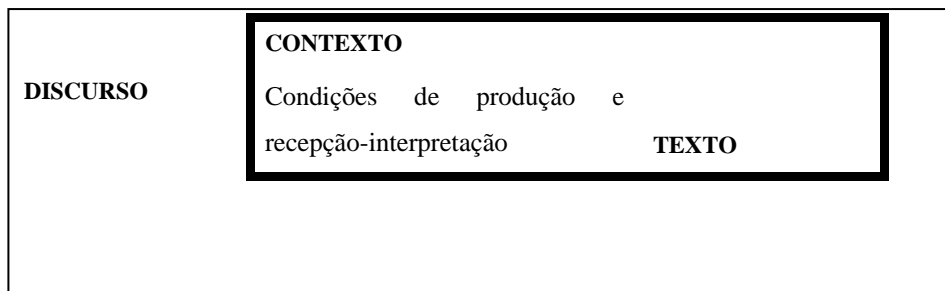 CONTEXTO
DISCURSO
Condições de produção e
recepção-interpretação TEXTO